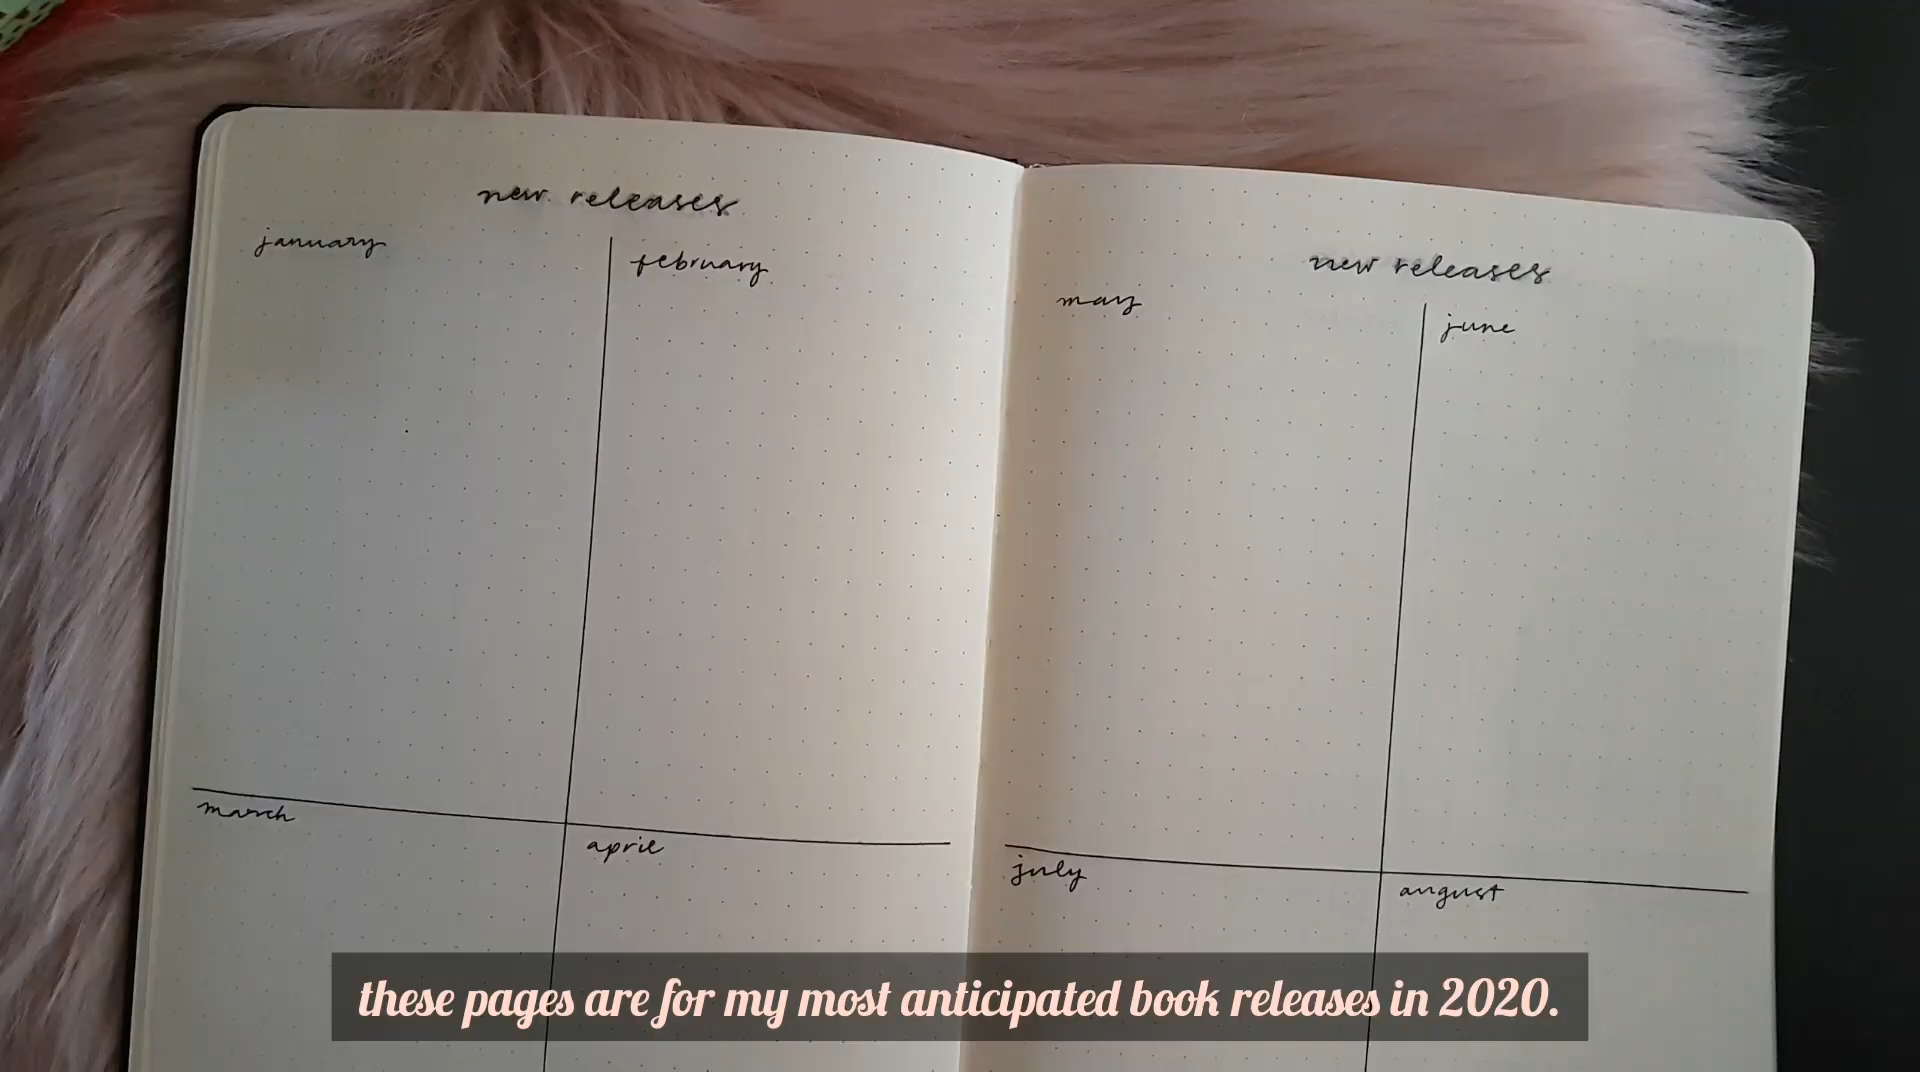 new releases
january
february
march
april
new releases
may
june
july
august
these pages are for my most anticipated book releases in 2020.